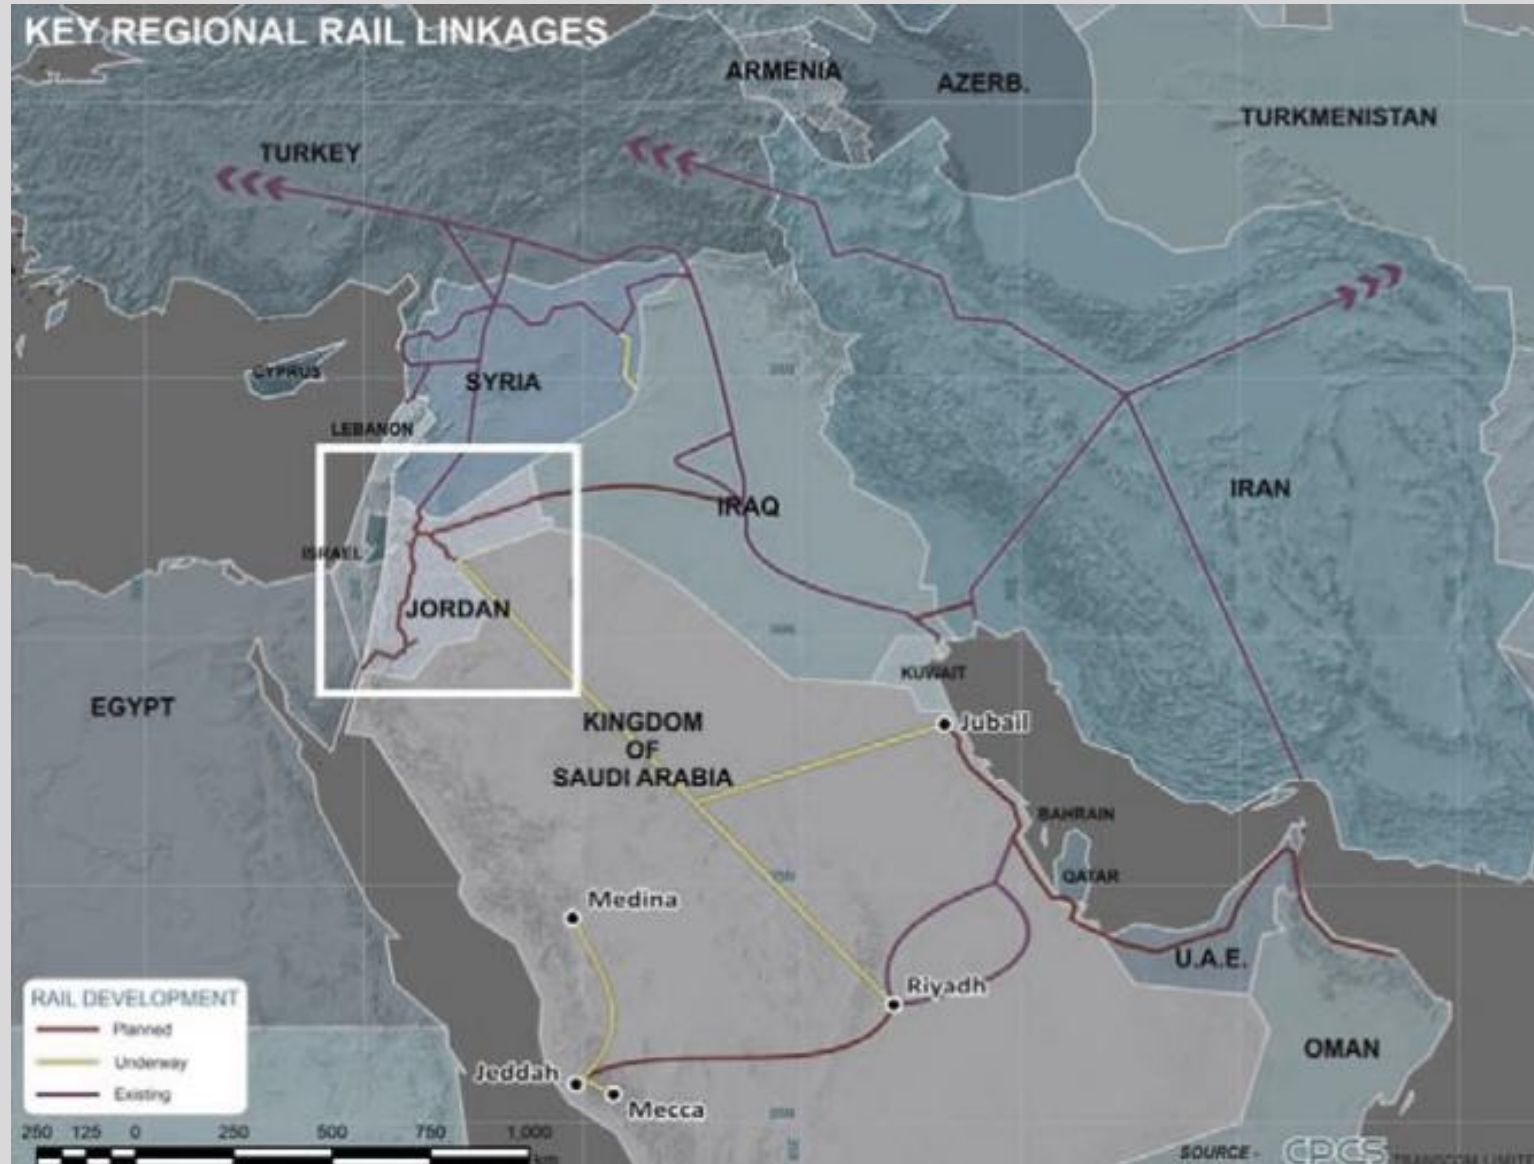 KEY REGIONAL RAIL LINKAGES
ARMENIA
AZERB.
TURKMENISTAN
TURKEY
CYPRUS
SYRIA
LEBANON
IRAQ
IRAN
ISRAEL
JORDAN
KUWAIT
EGYPT
KINGDOM
OF
SAUDI ARABIA
Jubail
BAHRAIN
QATAR
Medina
U.A.E.
Riyadh
OMAN
RAIL DEVELOPMENT
Planned
Underway
Existing
Jeddah
Mecca
250 125 0 250 500 750 1,000
km
SOURCE - CPCS TRANSCOM LIMITE